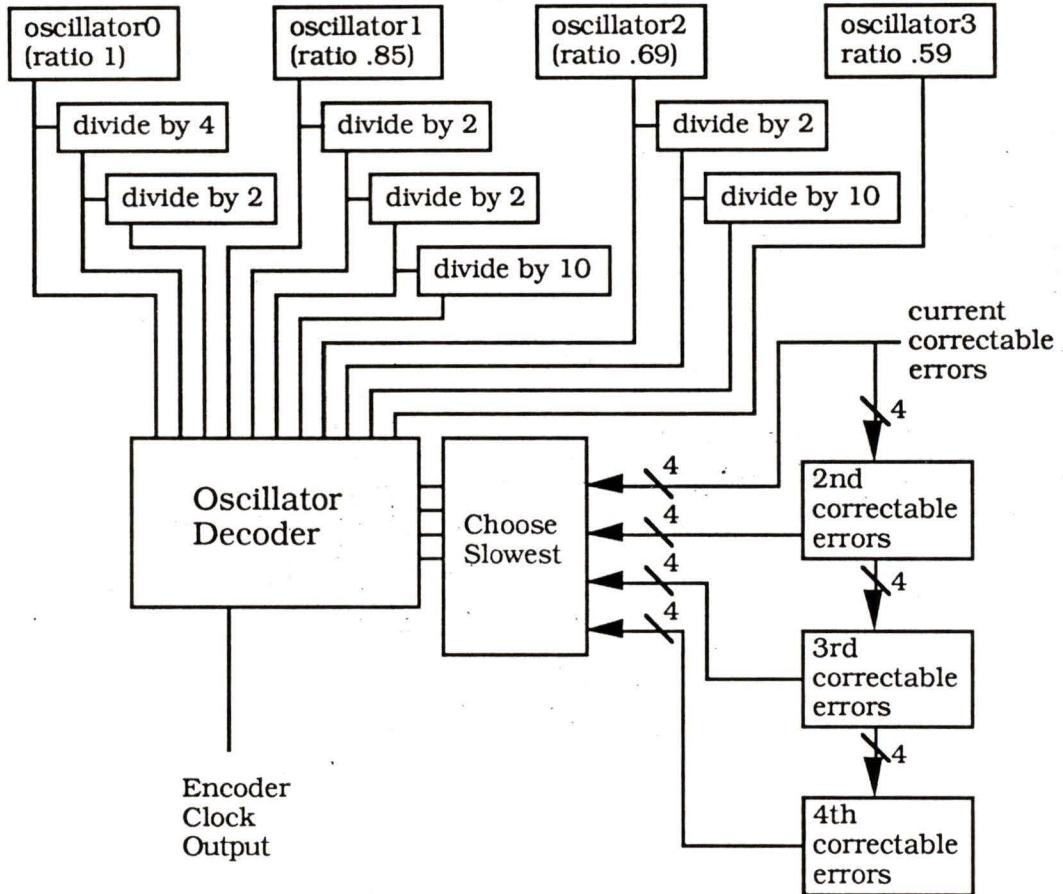 oscillator0
(ratio 1)
oscillator1
(ratio .85)
oscillator2
(ratio .69)
oscillator3
ratio .59
divide by 4
divide by 2
divide by 2
divide by 2
divide by 2
divide by 10
divide by 10
current
correctable
errors
4
Oscillator
Decoder
Choose
Slowest
4
4
4
4
2nd
correctable
errors
4
3rd
correctable
errors
4
4th
correctable
errors
Encoder
Clock
Output